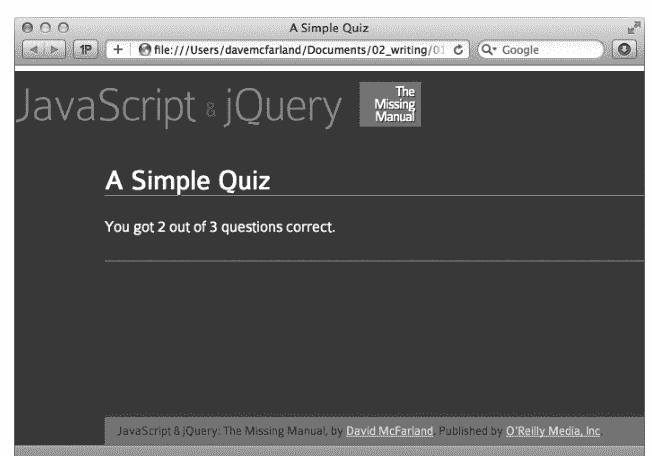 A Simple Quiz
1P
+
file:///Users/davemcfarland/Documents/02_writing/01
Google
JavaScript & jQuery
The
Missing
Manual
A Simple Quiz
You got 2 out of 3 questions correct.
JavaScript & jQuery: The Missing Manual, by David McFarland. Published by O'Reilly Media, Inc.